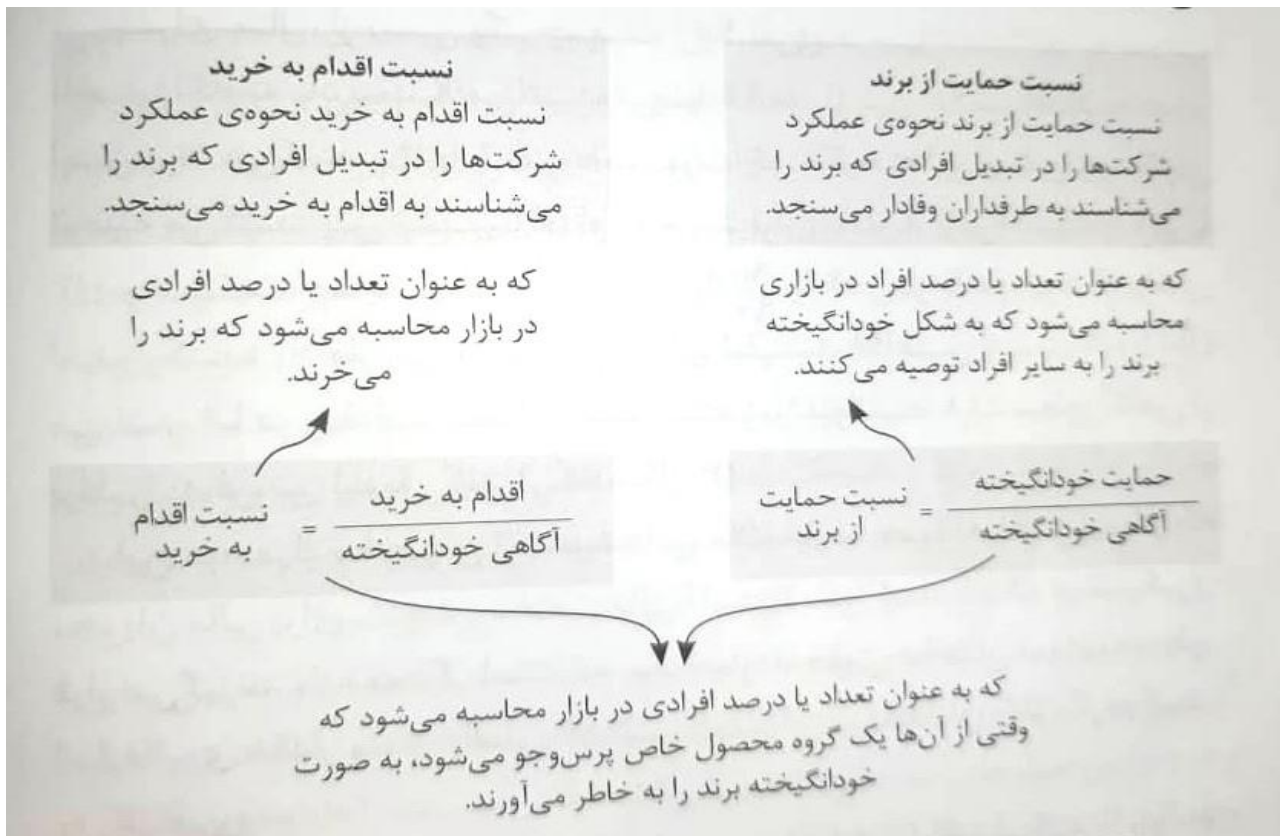 نسبت حمایت از برند
نسبت حمایت از برند نحوه‌ی عملکرد
شرکت‌ها را در تبدیل افرادی که برند را
می‌شناسند به طرفداران وفادار می‌سنجد.
که به عنوان تعداد یا درصد افراد در بازاری
محاسبه می‌شود که به شکل خودانگیخته
برند را به سایر افراد توصیه می‌کنند.
نسبت حمایت از برند = حمایت خودانگیخته / آگاهی خودانگیخته
نسبت اقدام به خرید
نسبت اقدام به خرید نحوه‌ی عملکرد
شرکت‌ها را در تبدیل افرادی که برند را
می‌شناسند به اقدام به خرید می‌سنجد.
که به عنوان تعداد یا درصد افرادی
در بازار محاسبه می‌شود که برند را
می‌خرند.
نسبت اقدام به خرید = اقدام به خرید / آگاهی خودانگیخته
که به عنوان تعداد یا درصد افرادی در بازار محاسبه می‌شود که
وقتی از آن‌ها یک گروه محصول خاص پرس‌وجو می‌شود، به صورت
خودانگیخته برند را به خاطر می‌آورند.